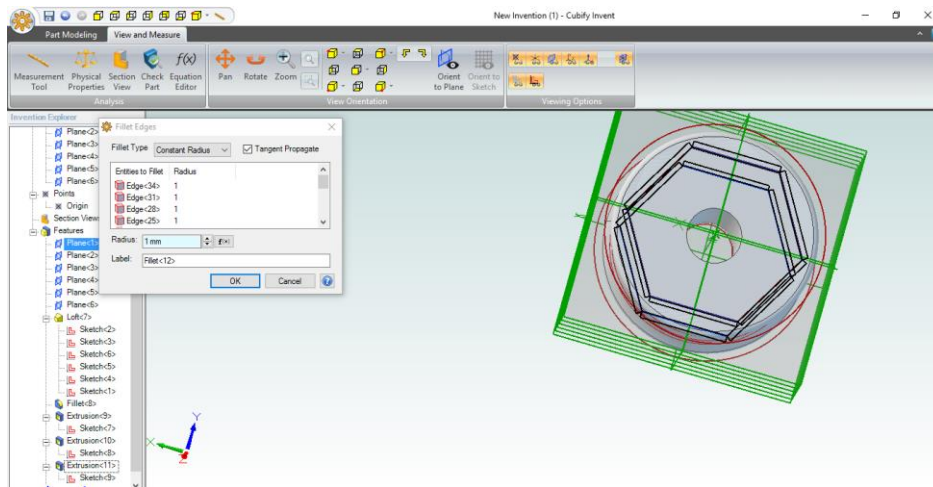 New Invention (1) - Cubify Invent
Part Modeling View and Measure
f(x)
Measurement Tool Physical Properties Section View Check Part Equation Editor Pan Rotate Zoom Orient to Plane Orient to Sketch
Analysis View Orientation Viewing Options
Invention Explorer
Plane<2>
Plane<3>
Plane<4>
Plane<5>
Plane<6>
Points
Origin
Section Views
Features
Plane<1>
Plane<2>
Plane<3>
Plane<4>
Plane<5>
Plane<6>
Loft<7>
Sketch<2>
Sketch<3>
Sketch<6>
Sketch<5>
Sketch<4>
Sketch<1>
Fillet<8>
Extrusion<9>
Sketch<7>
Extrusion<10>
Sketch<8>
Extrusion<11>
Sketch<9>
Fillet Edges
Fillet Type Constant Radius Tangent Propagate
Entities to Fillet Radius
Edge<34> 1
Edge<31> 1
Edge<28> 1
Edge<25> 1
Radius: 1 mm f(x)
Label: Fillet<12>
OK Cancel ?
Y
X
Z